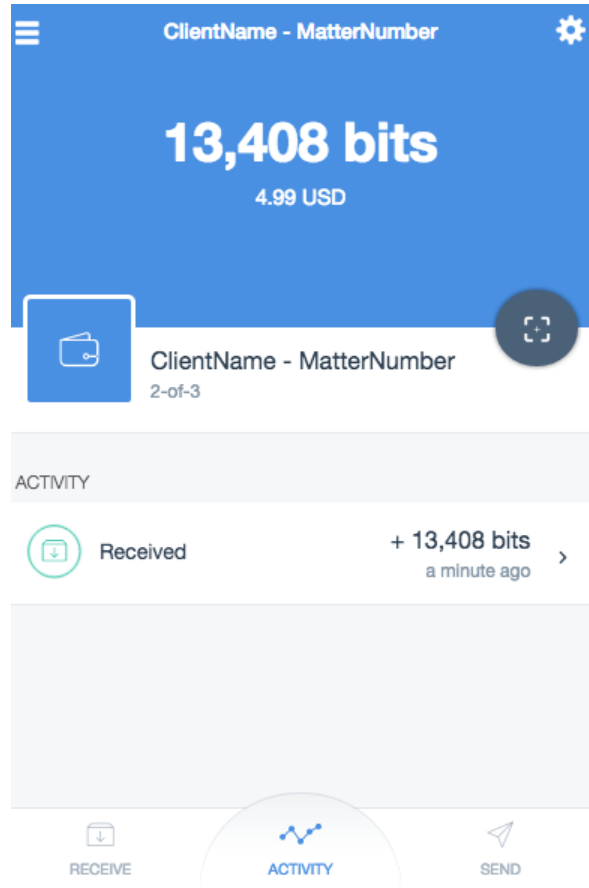 ClientName - MatterNumber
13,408 bits
4.99 USD
ClientName - MatterNumber
2-of-3
ACTIVITY
Received
+ 13,408 bits
a minute ago
RECEIVE
ACTIVITY
SEND